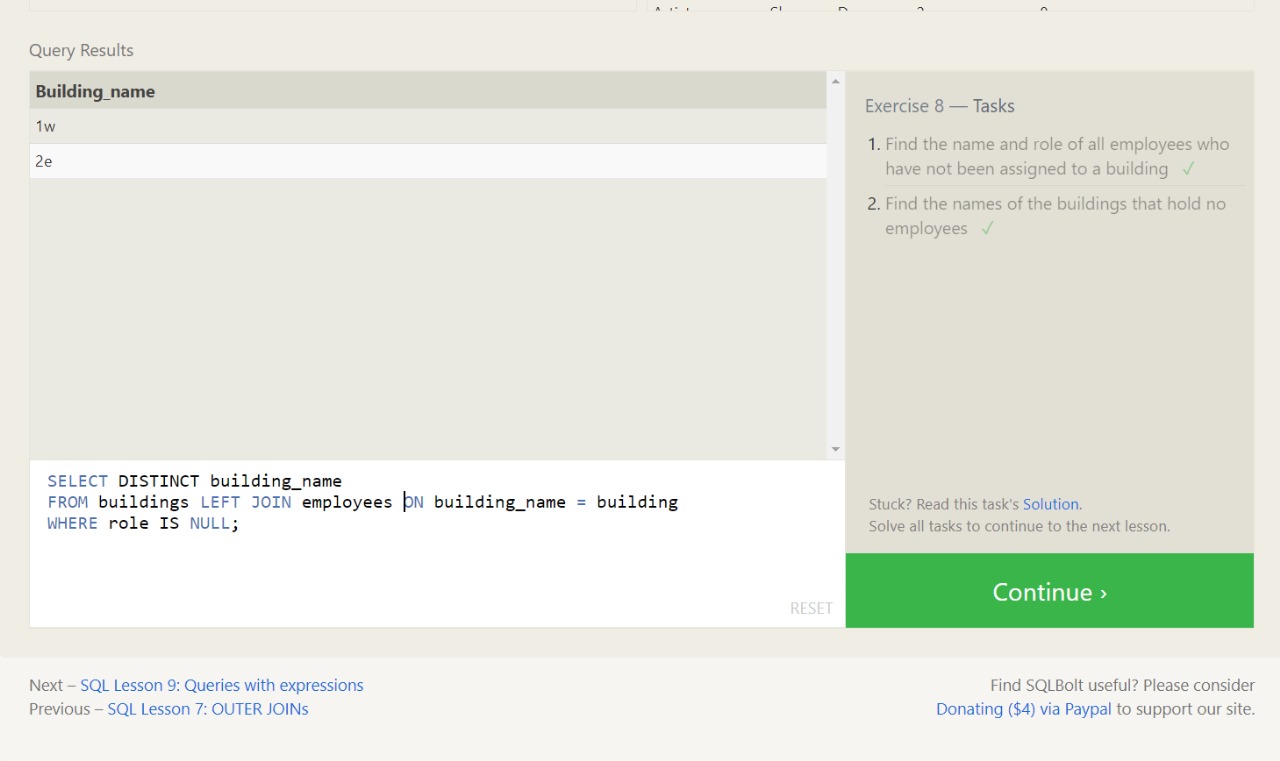 Query Results
Building_name
1w
2e
Exercise 8 — Tasks
1. Find the name and role of all employees who
have not been assigned to a building ✓
2. Find the names of the buildings that hold no
employees ✓
SELECT DISTINCT building_name
FROM buildings LEFT JOIN employees ON building_name = building
WHERE role IS NULL;
RESET
Stuck? Read this task's Solution.
Solve all tasks to continue to the next lesson.
Continue ›
Next – SQL Lesson 9: Queries with expressions
Previous – SQL Lesson 7: OUTER JOINs
Find SQLBolt useful? Please consider
Donating ($4) via Paypal to support our site.